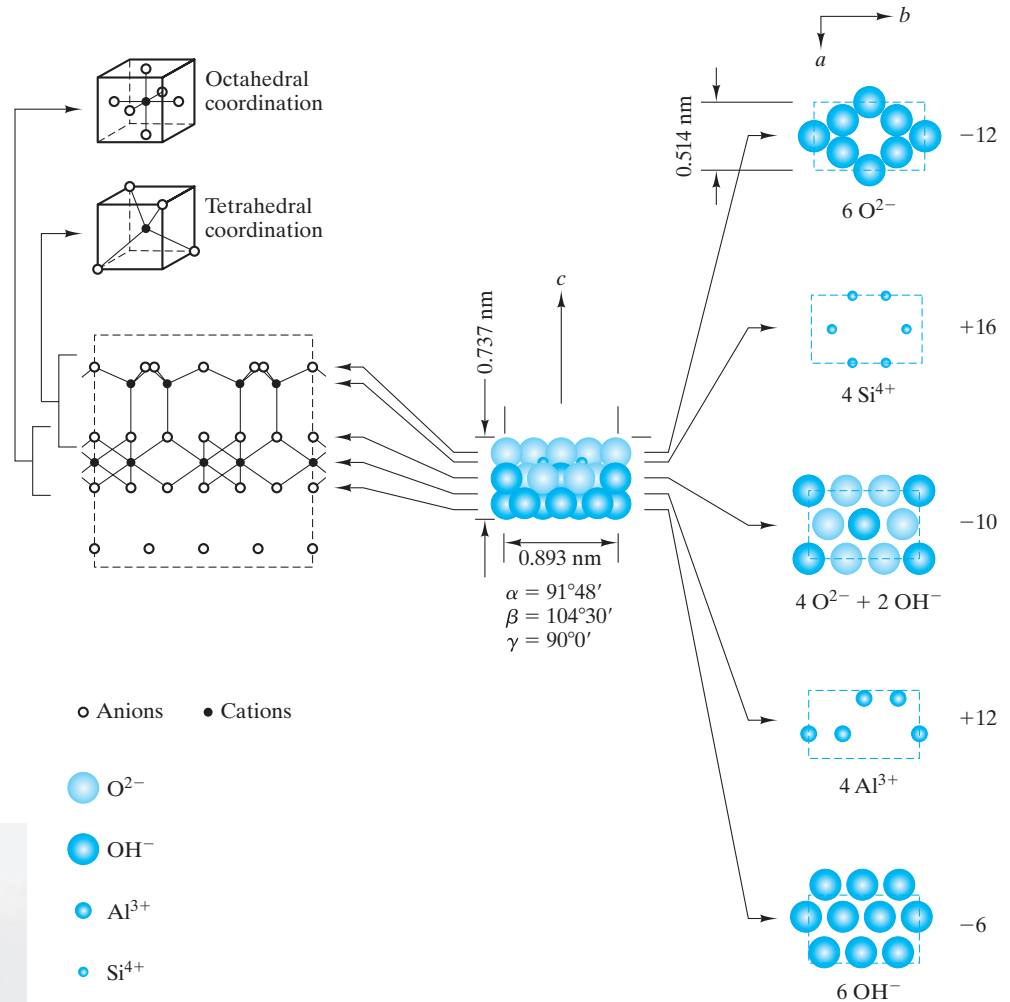 Octahedral
coordination
Tetrahedral
coordination
b
a
0.514 nm
−12
6 O²⁻
+16
4 Si⁴⁺
c
0.737 nm
0.893 nm
α = 91°48′
β = 104°30′
γ = 90°0′
−10
4 O²⁻ + 2 OH⁻
+12
4 Al³⁺
−6
6 OH⁻
Anions Cations
O²⁻
OH⁻
Al³⁺
Si⁴⁺